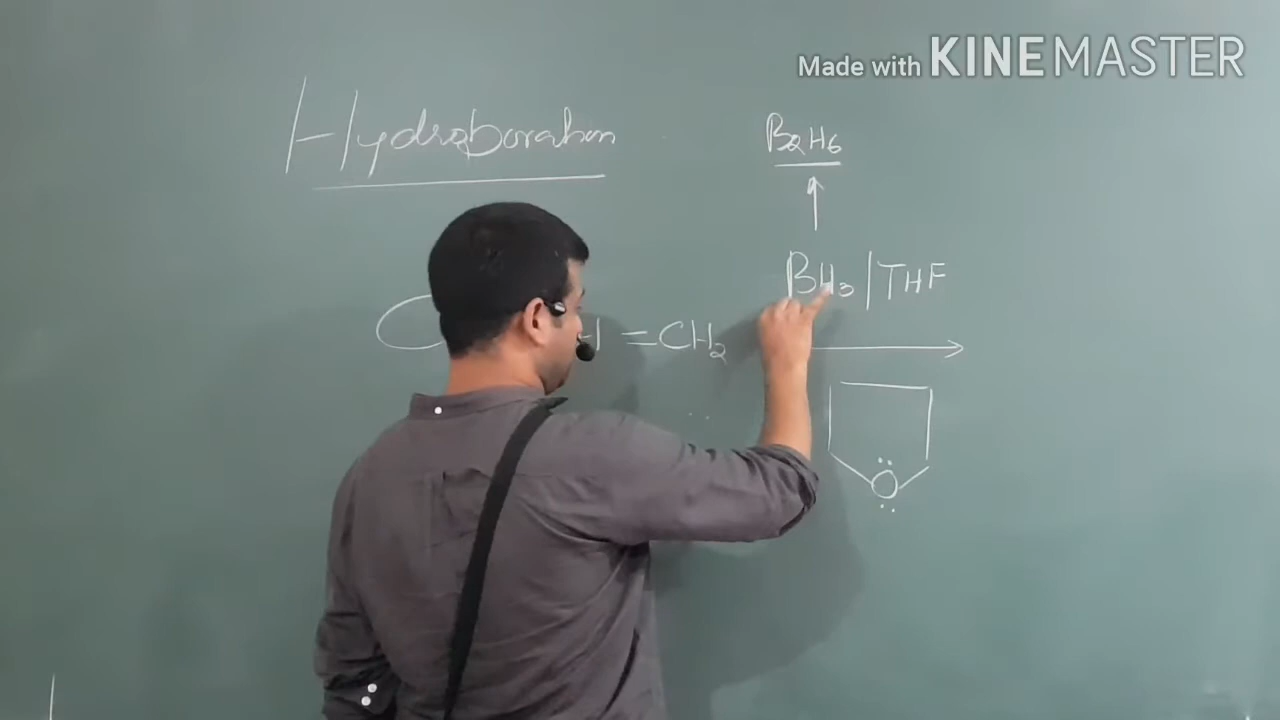 Made with KINEMASTER
Hydroboration
B2H6
BH3/THF
=CH2
O